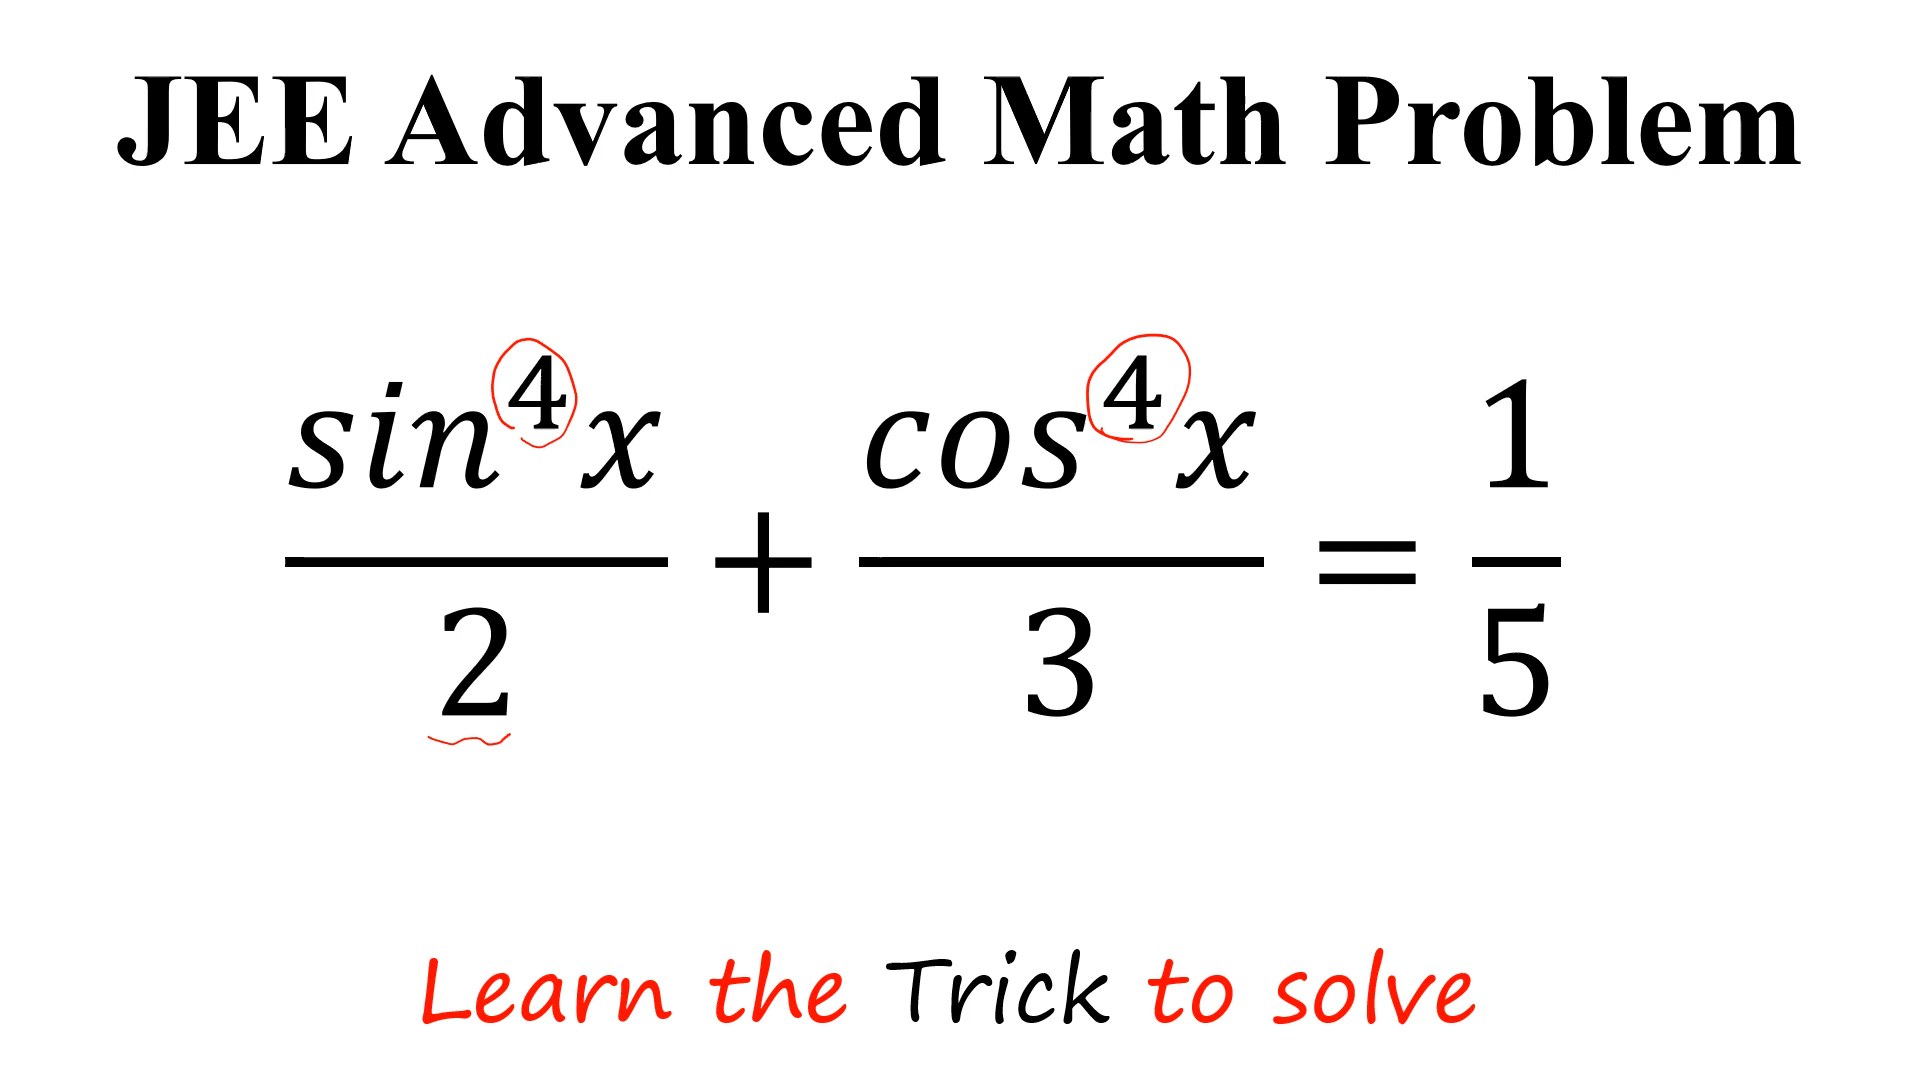 JEE Advanced Math Problem
sin⁴x/2 + cos⁴x/3 = 1/5
Learn the Trick to solve